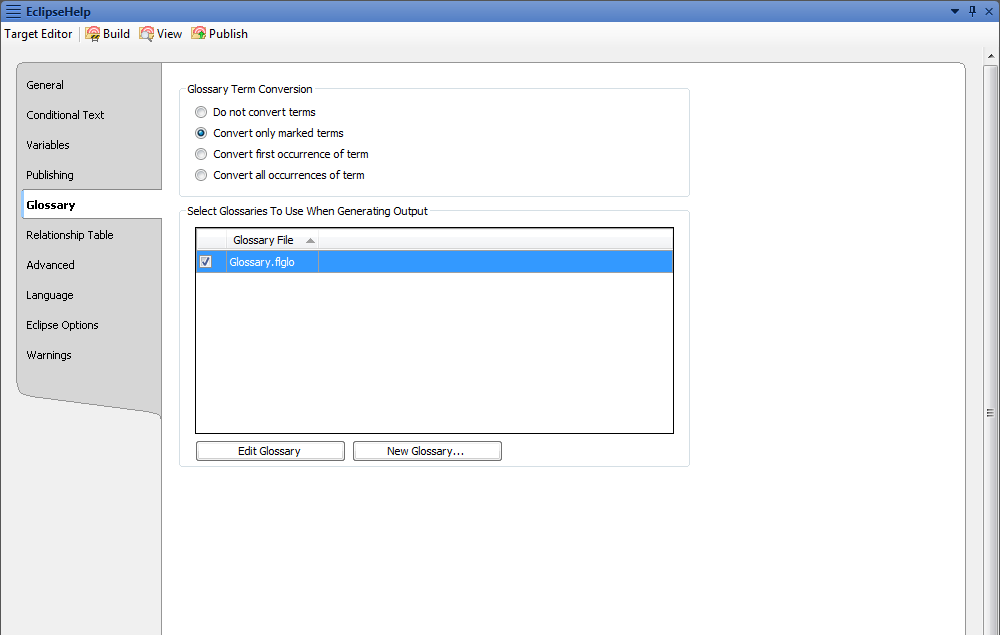 EclipseHelp
Target Editor Build View Publish
General
Conditional Text
Variables
Publishing
Glossary
Relationship Table
Advanced
Language
Eclipse Options
Warnings
Glossary Term Conversion
Do not convert terms
Convert only marked terms
Convert first occurrence of term
Convert all occurrences of term
Select Glossaries To Use When Generating Output
Glossary File
Glossary.flglo
Edit Glossary New Glossary...